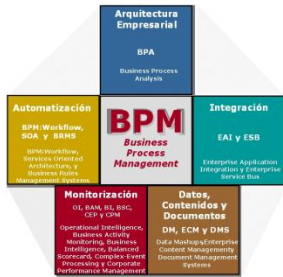 Arquitectura
Empresarial
BPA
Business Process
Analysis
Automatización
BPM:Workflow,
SOA y BRMS
BPM:Workflow,
Services Oriented
Architecture, y
Business Rules
Management Systems
BPM
Business
Process
Management
Integración
EAI y ESB
Enterprise Application
Integration y Enterprise
Service Bus
Monitorización
OI, BAM, BI, BSC,
CEP y CPM
Operational Intelligence,
Business Activity
Monitoring, Business
Intelligence, Balanced
Scorecard, Complex-Event
Processing y Corporate
Performance Management
Datos,
Contenidos y
Documentos
DM, ECM y DMS
Data Mashups,Enterprise
Content Managementy
Document Management
Systems